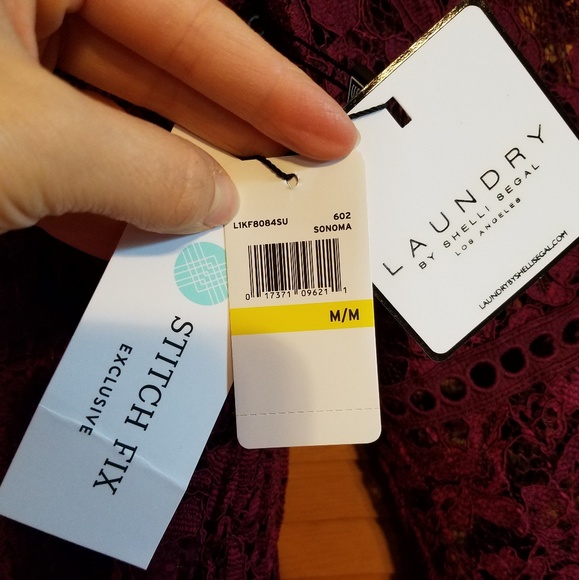 L1KF8084SU 602
SONOMA
0 17371 09621 1
M/M
STITCH FIX
EXCLUSIVE
LAUNDRY
BY SHELLI SEGAL
LOS ANGELES
LAUNDRYBYSHELLISEGAL.COM